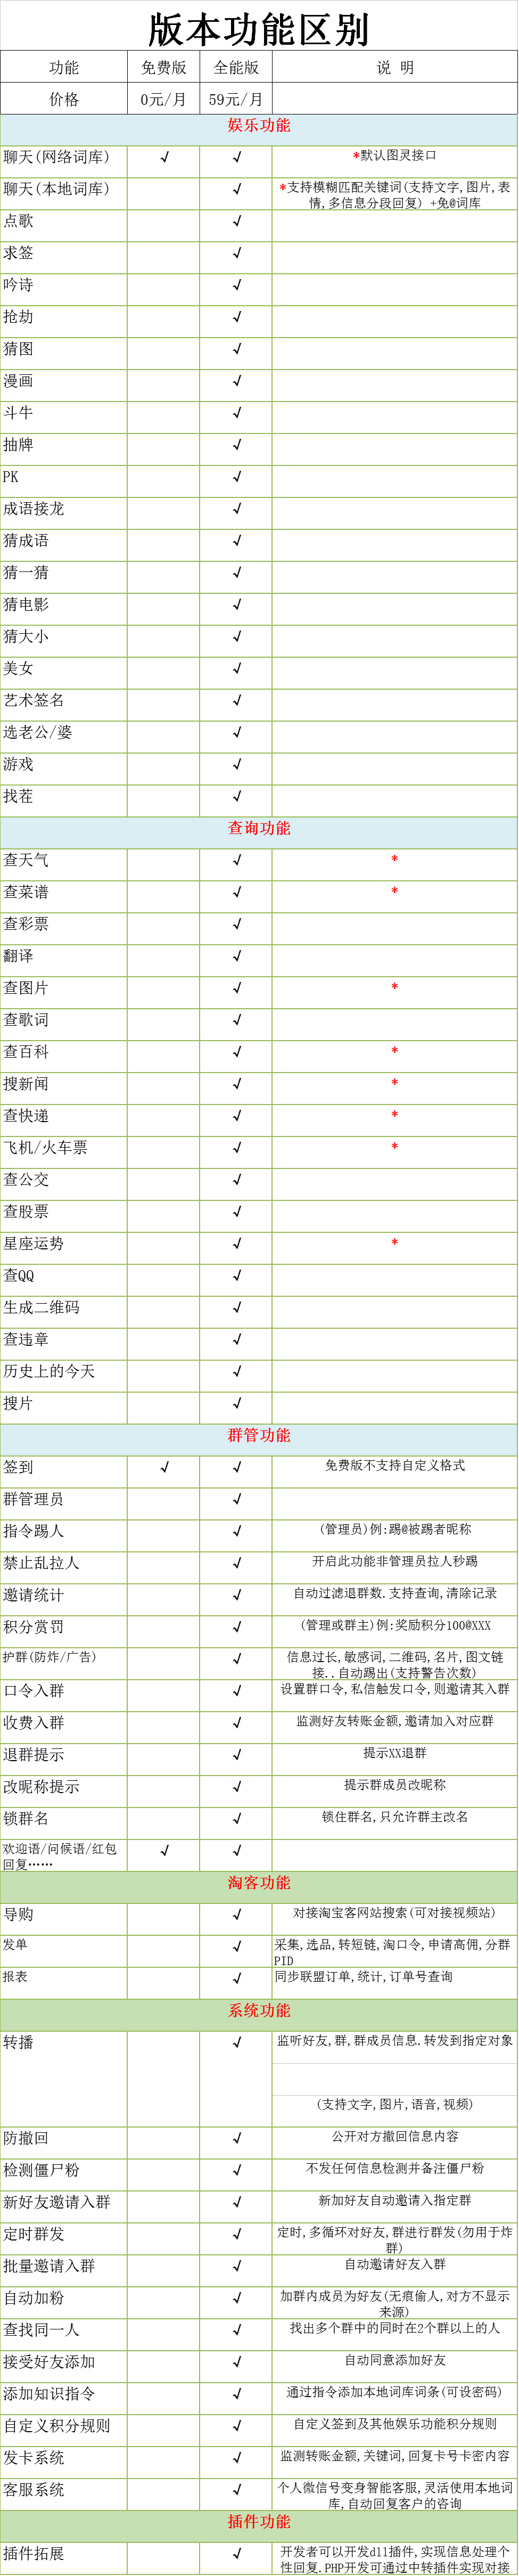 版本功能区别
功能 免费版 全能版 说 明
价格 0元/月 59元/月
娱乐功能
聊天(网络词库) √ √ *默认图灵接口
聊天(本地词库) √ *支持模糊匹配关键词(支持文字,图片,表
情,多信息分段回复) +免@词库
点歌 √
求签 √
吟诗 √
抢劫 √
猜图 √
漫画 √
斗牛 √
抽牌 √
PK √
成语接龙 √
猜成语 √
猜一猜 √
猜电影 √
猜大小 √
美女 √
艺术签名 √
选老公/婆 √
游戏 √
找茬 √
查询功能
查天气 √ *
查菜谱 √ *
查彩票 √
翻译 √
查图片 √ *
查歌词 √
查百科 √ *
搜新闻 √ *
查快递 √ *
飞机/火车票 √ *
查公交 √
查股票 √
星座运势 √ *
查QQ √
生成二维码 √
查违章 √
历史上的今天 √
搜片 √
群管功能
签到 √ √ 免费版不支持自定义格式
群管理员 √
指令踢人 √ (管理员)例:踢@被踢者昵称
禁止乱拉人 √ 开启此功能非管理员拉人秒踢
邀请统计 √ 自动过滤退群数.支持查询,清除记录
积分赏罚 √ (管理或群主)例:奖励积分100@XXX
护群(防炸/广告) √ 信息过长,敏感词,二维码,名片,图文链
接..自动踢出(支持警告次数)
口令入群 √ 设置群口令,私信触发口令,则邀请其入群
收费入群 √ 监测好友转账金额,邀请加入对应群
退群提示 √ 提示XX退群
改昵称提示 √ 提示群成员改昵称
锁群名 √ 锁住群名,只允许群主改名
欢迎语/问候语/红包 √ √
回复……
淘客功能
导购 √ 对接淘宝客网站搜索(可对接视频站)
发单 √ 采集,选品,转短链,淘口令,申请高佣,分群
PID
报表 √ 同步联盟订单,统计,订单号查询
系统功能
转播 √ 监听好友,群,群成员信息.转发到指定对象
(支持文字,图片,语音,视频)
防撤回 √ 公开对方撤回信息内容
检测僵尸粉 √ 不发任何信息检测并备注僵尸粉
新好友邀请入群 √ 新加好友自动邀请入指定群
定时群发 √ 定时,多循环对好友,群进行群发(勿用于炸
群)
批量邀请入群 √ 自动邀请好友入群
自动加粉 √ 加群内成员为好友(无痕偷人,对方不显示
来源)
查找同一人 √ 找出多个群中的同时在2个群以上的人
接受好友添加 √ 自动同意添加好友
添加知识指令 √ 通过指令添加本地词库词条(可设密码)
自定义积分规则 √ 自定义签到及其他娱乐功能积分规则
发卡系统 √ 监测转账金额,关键词,回复卡号卡密内容
客服系统 √ 个人微信号变身智能客服,灵活使用本地词
库,自动回复客户的咨询
插件功能
插件拓展 √ 开发者可以开发dll插件,实现信息处理个
性回复.PHP开发可通过中转插件实现对接